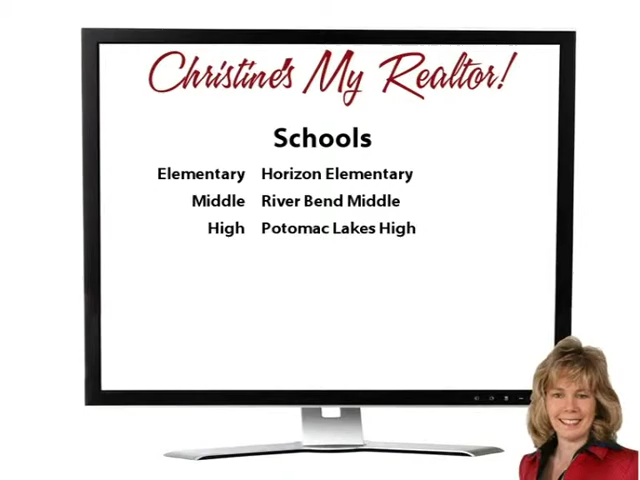 Christine's My Realtor!
Schools
Elementary Horizon Elementary
Middle River Bend Middle
High Potomac Lakes High